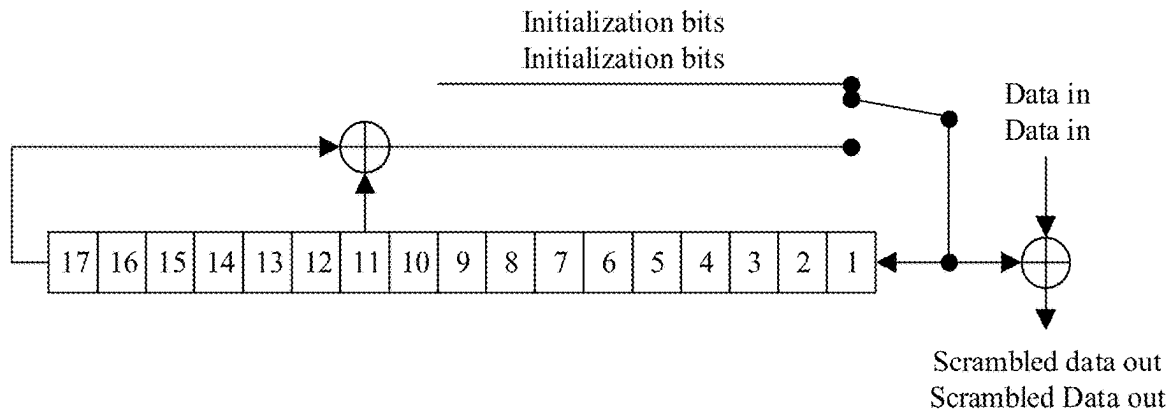 Initialization bits
Initialization bits
Data in
Data in
17 16 15 14 13 12 11 10 9 8 7 6 5 4 3 2 1
Scrambled data out
Scrambled Data out